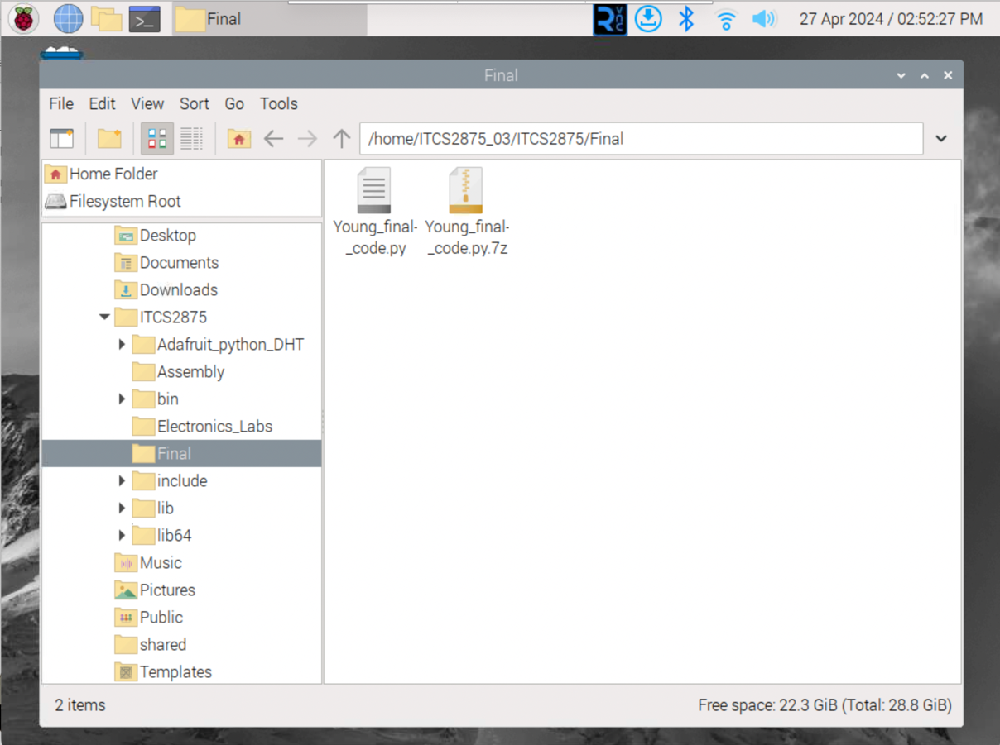 Final
VNC
27 Apr 2024 / 02:52:27 PM
Final
File Edit View Sort Go Tools
/home/ITCS2875_03/ITCS2875/Final
Home Folder
Filesystem Root
Desktop
Documents
Downloads
ITCS2875
Adafruit_python_DHT
Assembly
bin
Electronics_Labs
Final
include
lib
lib64
Music
Pictures
Public
shared
Templates
Young_final-
_code.py
Young_final-
_code.py.7z
2 items
Free space: 22.3 GiB (Total: 28.8 GiB)